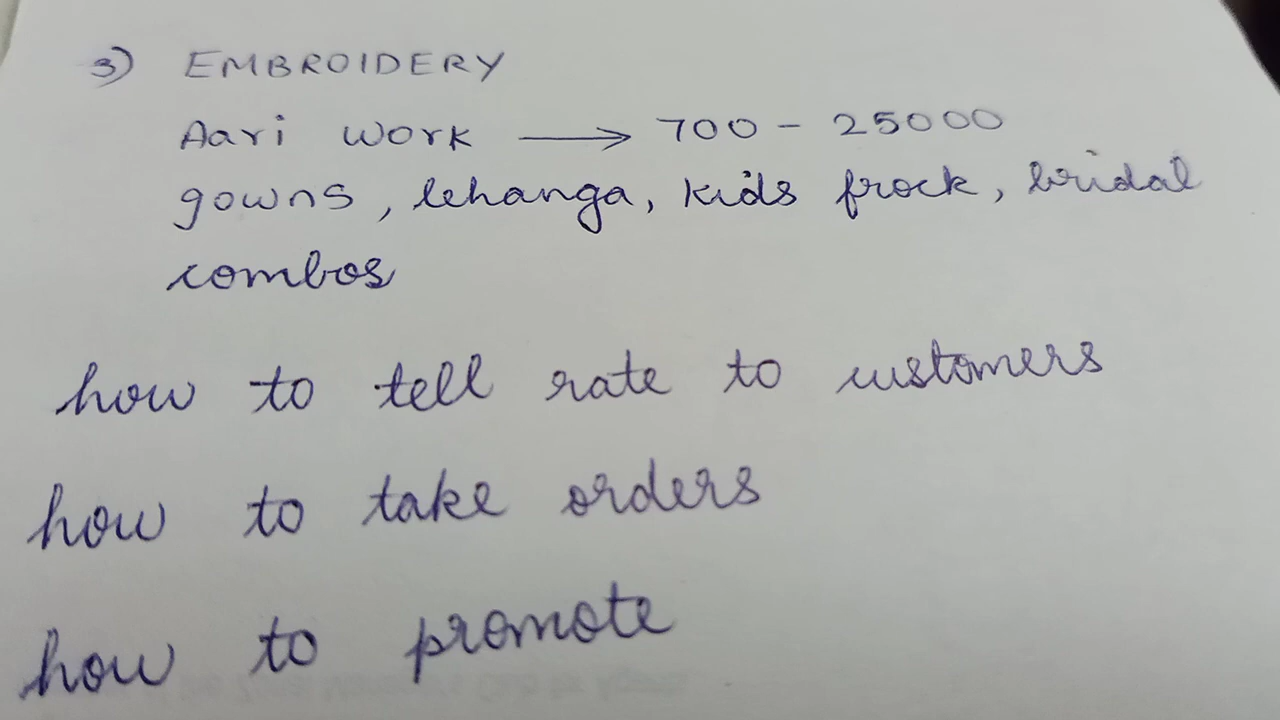 3) EMBROIDERY
Aari work → 700 - 25000
gowns, lehanga, kids frock, bridal
combos
how to tell rate to customers
how to take orders
how to promote